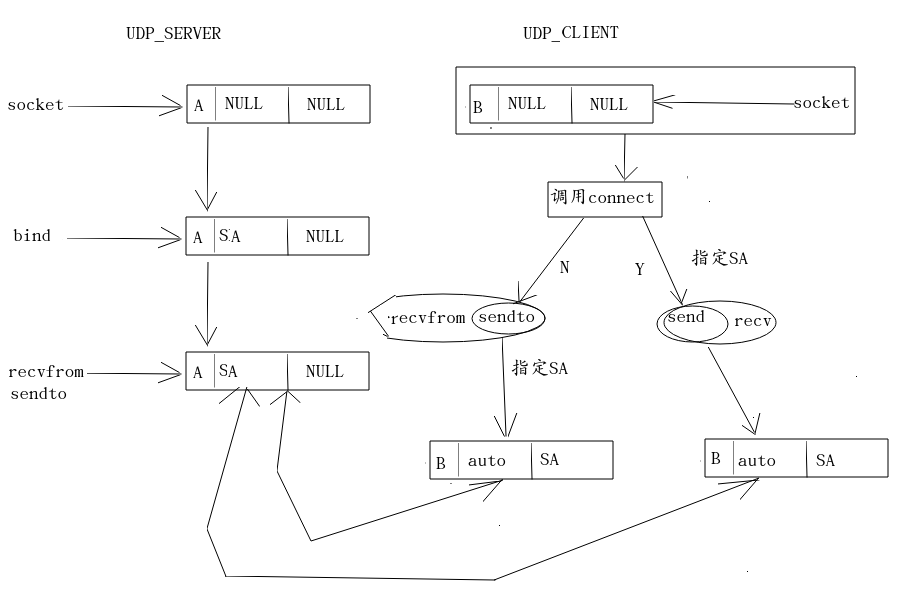 UDP_SERVER
UDP_CLIENT
socket
A NULL NULL
B NULL NULL
socket
调用connect
bind
A SA NULL
N
Y
指定SA
recvfrom sendto
send recv
recvfrom
sendto
A SA NULL
指定SA
B auto SA
B auto SA